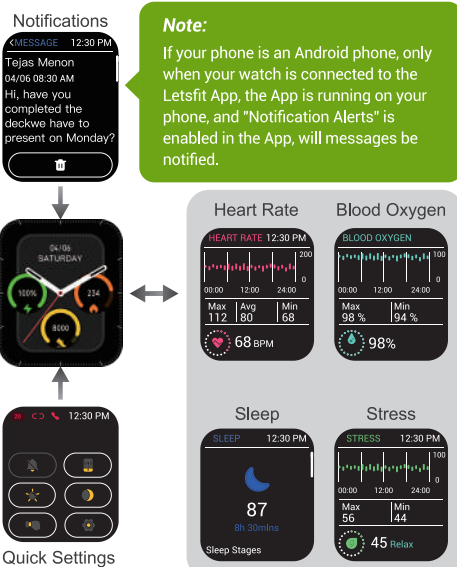 Notifications
<MESSAGE 12:30 PM
Tejas Menon
04/06 08:30 AM
Hi, have you
completed the
deckwe have to
present on Monday?
Note:
If your phone is an Android phone, only
when your watch is connected to the
Letsfit App, the App is running on your
phone, and "Notification Alerts" is
enabled in the App, will messages be
notified.
04/06
SATURDAY
100%
234
8000
Heart Rate
HEART RATE 12:30 PM
200
0
00:00 12:00 24:00
Max Avg Min
112 80 68
68 BPM
Blood Oxygen
BLOOD OXYGEN
100
0
00:00 12:00 24:00
Max Min
98 % 94 %
98%
20 12:30 PM
Quick Settings
Sleep
SLEEP 12:30 PM
87
8h 30mlns
Sleep Stages
Stress
STRESS 12:30 PM
100
0
00:00 12:00 24:00
Max Min
56 44
45 Relax